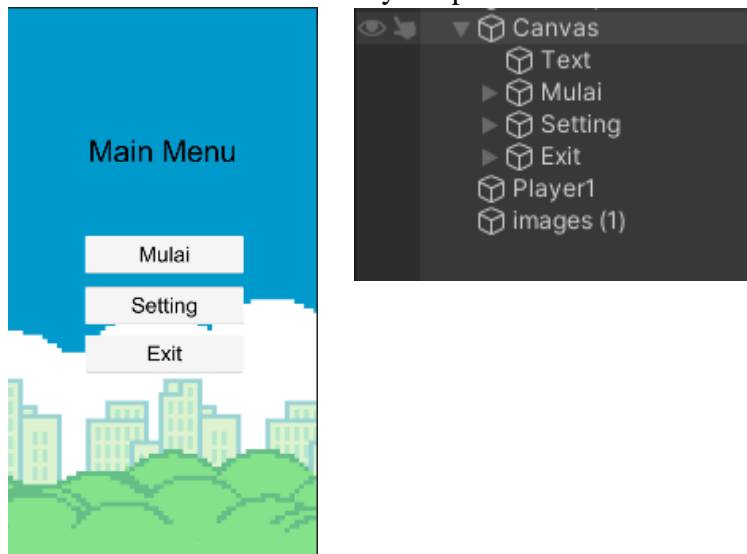 Main Menu
Mulai
Setting
Exit
Canvas
Text
Mulai
Setting
Exit
Player1
images (1)